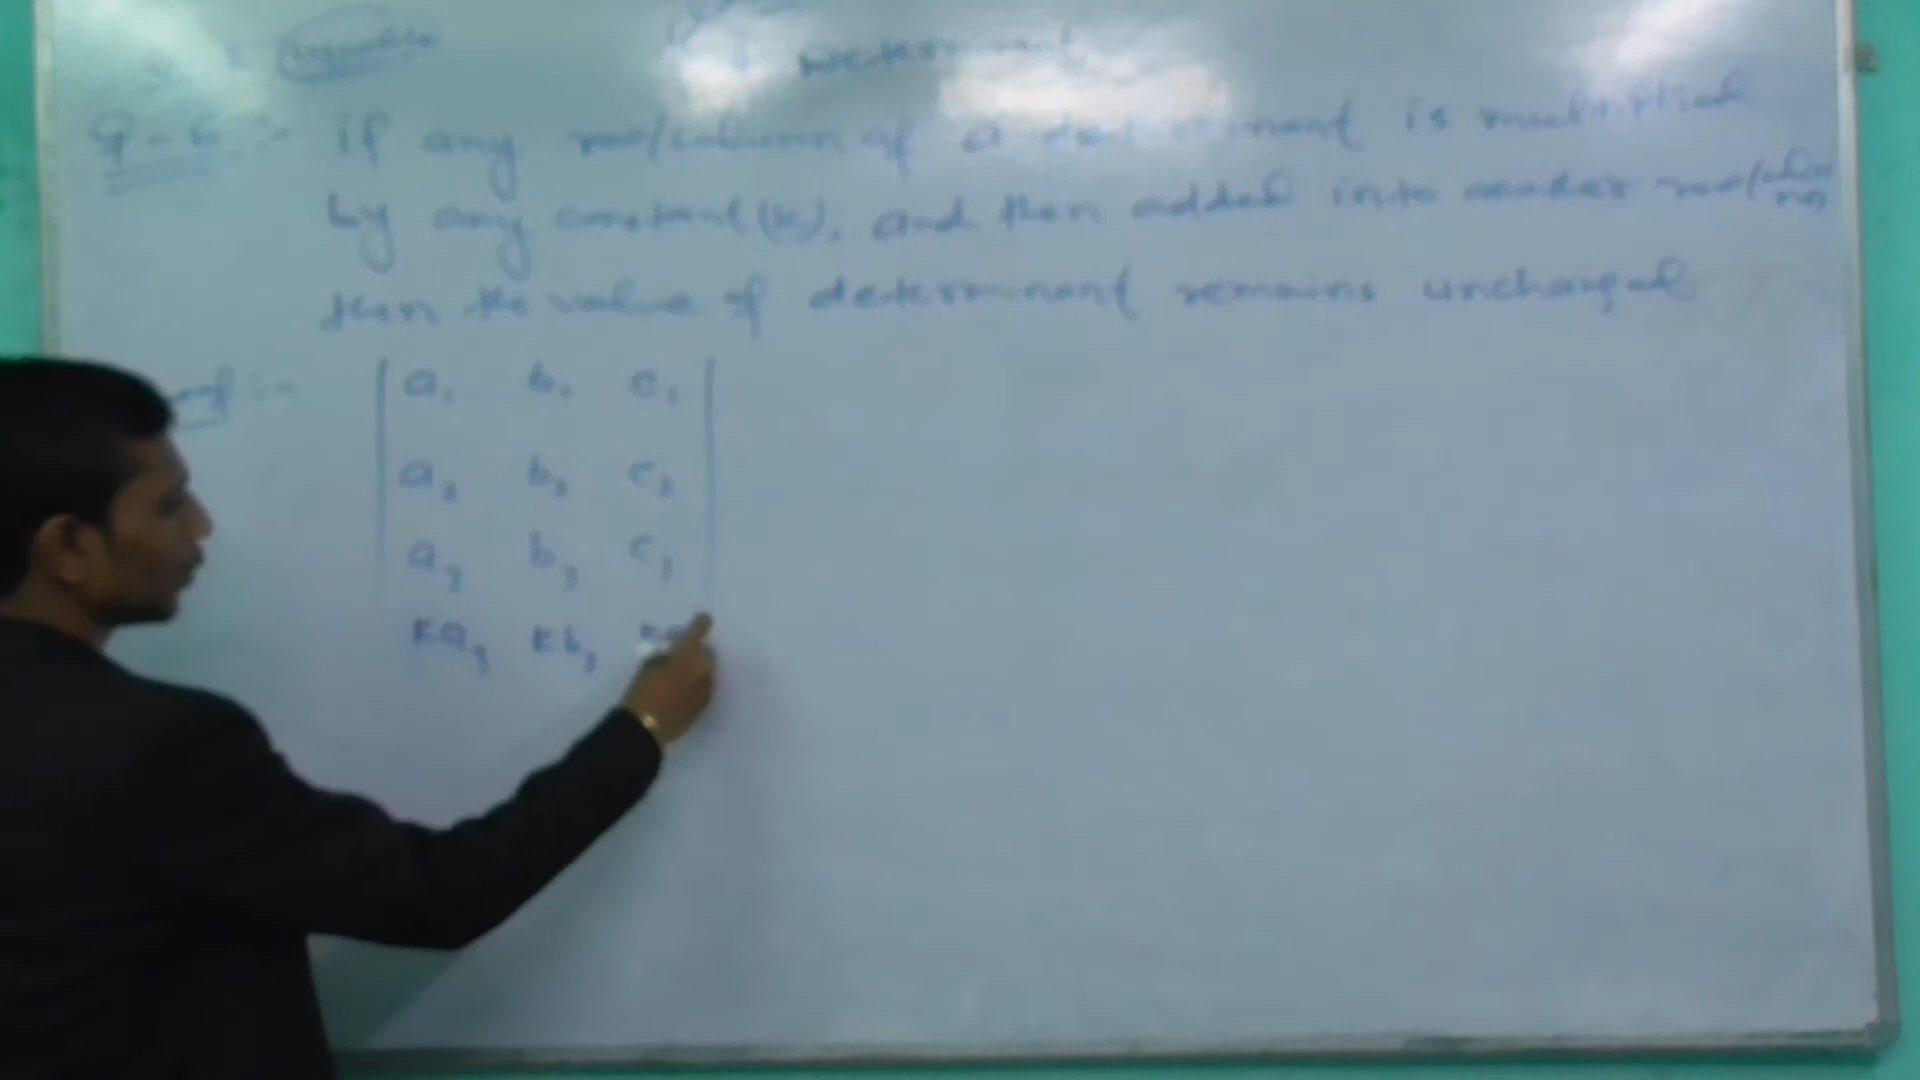 Determinant
P-6 :- if any row/column of a determinant is multiplied
by any constant (k), and then added into another row/column
then the value of determinant remains unchanged
a₁ b₁ c₁
a₂ b₂ c₂
a₃ b₃ c₃
Ka₃ Kb₃